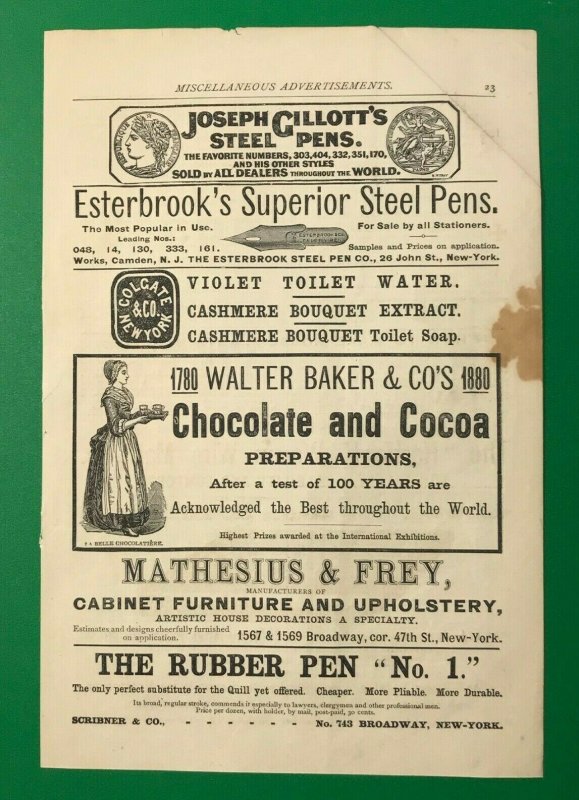 MISCELLANEOUS ADVERTISEMENTS. 23
JOSEPH GILLOTT'S
STEEL PENS.
THE FAVORITE NUMBERS, 303, 404, 332, 351, 170,
AND HIS OTHER STYLES
SOLD BY ALL DEALERS THROUGHOUT THE WORLD.
Esterbrook's Superior Steel Pens.
The Most Popular in Use.
Leading Nos.:
048, 14, 130, 333, 161.
For Sale by all Stationers.
Samples and Prices on application.
Works, Camden, N. J. THE ESTERBROOK STEEL PEN CO., 26 John St., New-York.
COLGATE
& CO.
NEW YORK
VIOLET TOILET WATER.
CASHMERE BOUQUET EXTRACT.
CASHMERE BOUQUET Toilet Soap.
1780 WALTER BAKER & CO'S 1880
Chocolate and Cocoa
PREPARATIONS,
After a test of 100 YEARS are
Acknowledged the Best throughout the World.
Highest Prizes awarded at the International Exhibitions.
BELLE CHOCOLATIÈRE.
MATHESIUS & FREY,
MANUFACTURERS OF
CABINET FURNITURE AND UPHOLSTERY,
ARTISTIC HOUSE DECORATIONS A SPECIALTY.
Estimates and designs cheerfully furnished
on application.
1567 & 1569 Broadway, cor. 47th St., New-York.
THE RUBBER PEN "No. 1."
The only perfect substitute for the Quill yet offered. Cheaper. More Pliable. More Durable.
Its broad, regular stroke, commends it especially to lawyers, clergymen and other professional men.
Price per dozen, with holder, by mail, post-paid, 30 cents.
SCRIBNER & CO., - - - - - - No. 743 BROADWAY, NEW-YORK.